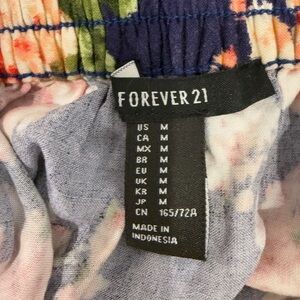 FOREVER 21
US M
CA M
MX M
BR M
EU M
UK M
KR M
JP M
CN 165/72A
MADE IN
INDONESIA